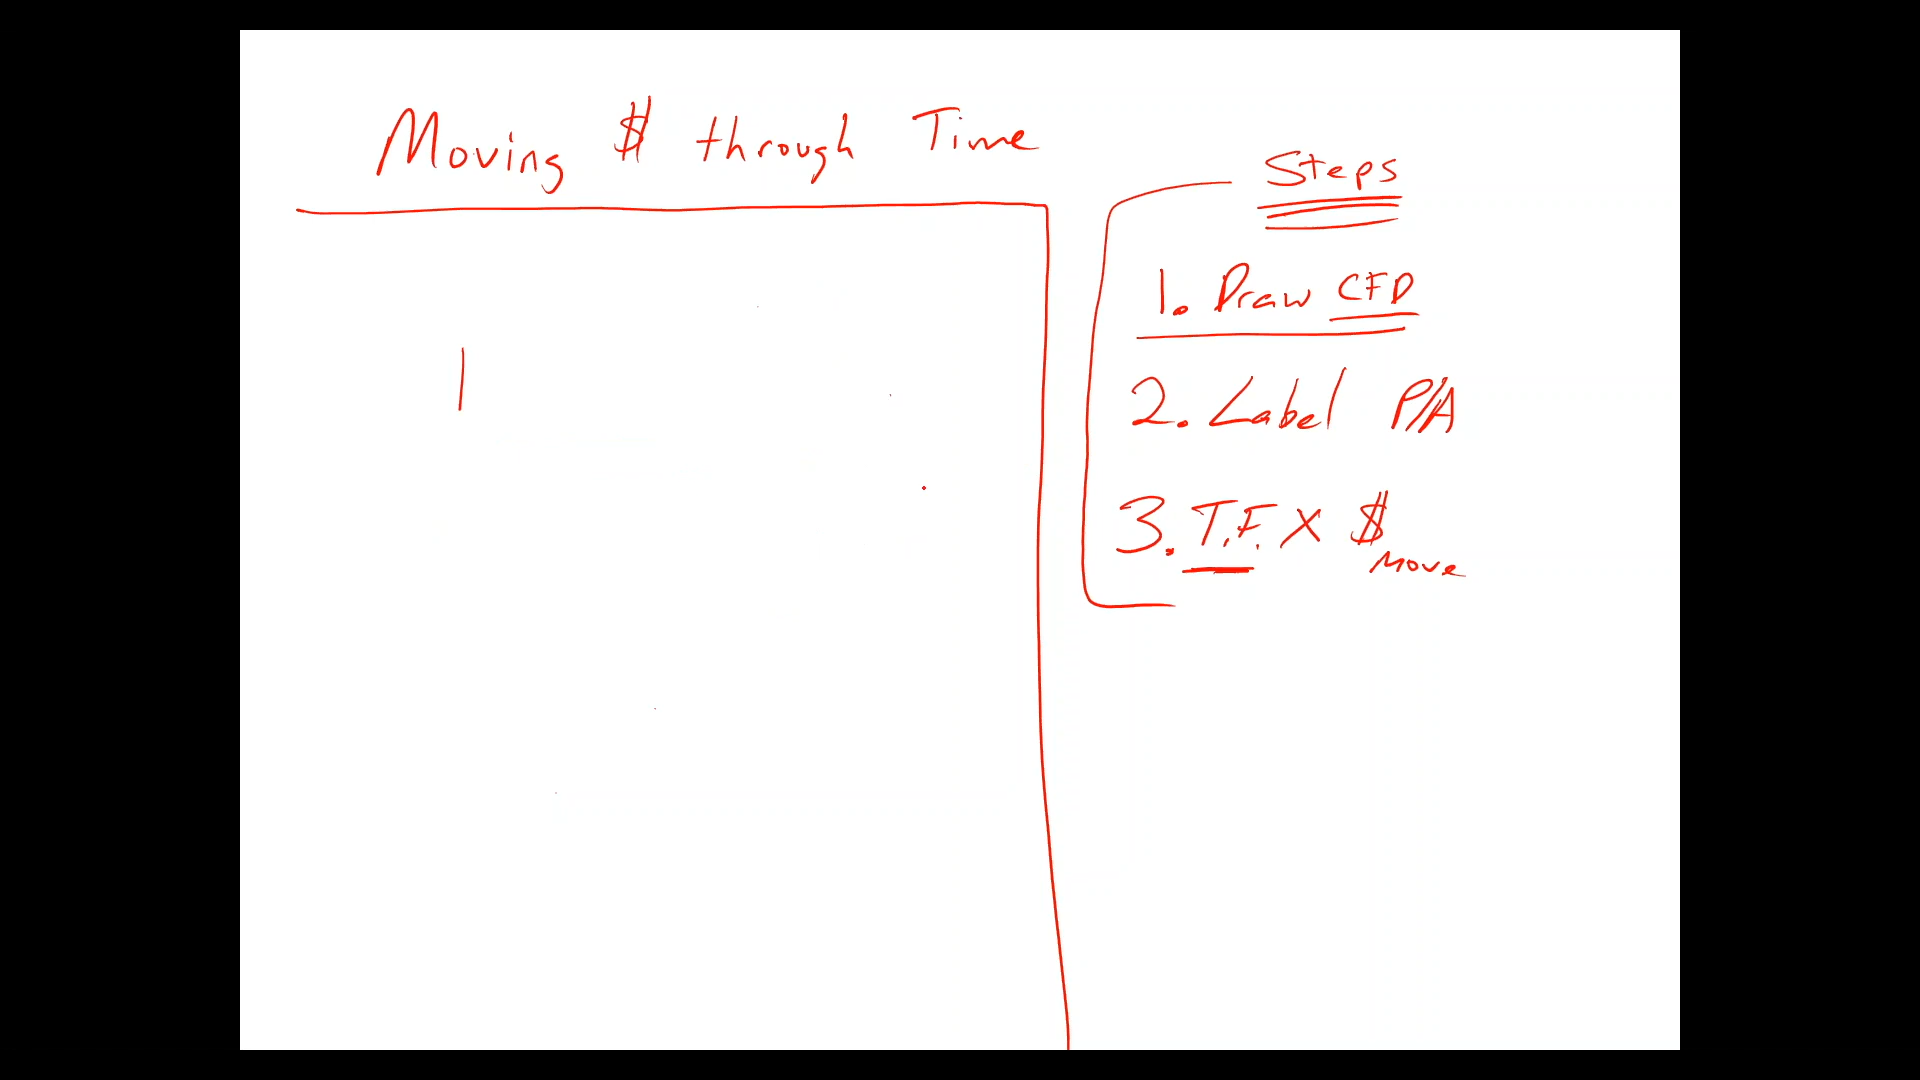 Moving $ through Time
Steps
1. Draw CFD
2. Label P/A
3. T.F. X $
Move